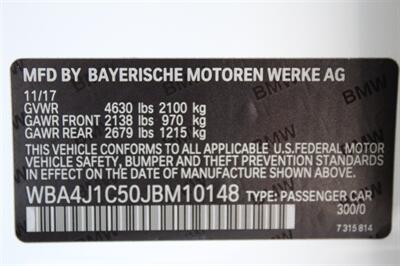 MFD BY BAYERISCHE MOTOREN WERKE AG
11/17
GVWR 4630 lbs 2100 kg
GAWR FRONT 2138 lbs 970 kg
GAWR REAR 2679 lbs 1215 kg
THIS VEHICLE CONFORMS TO ALL APPLICABLE
U.S.FEDERAL MOTOR
VEHICLE SAFETY, BUMPER AND THEFT PREVENTION
STANDARDS IN EFFECT ON THE DATE OF
MANUFACTURE SHOWN ABOVE.
WBA4J1C50JBM10148 TYPE: PASSENGER CAR
300/0
7 315 814
BMW
BMW
BMW